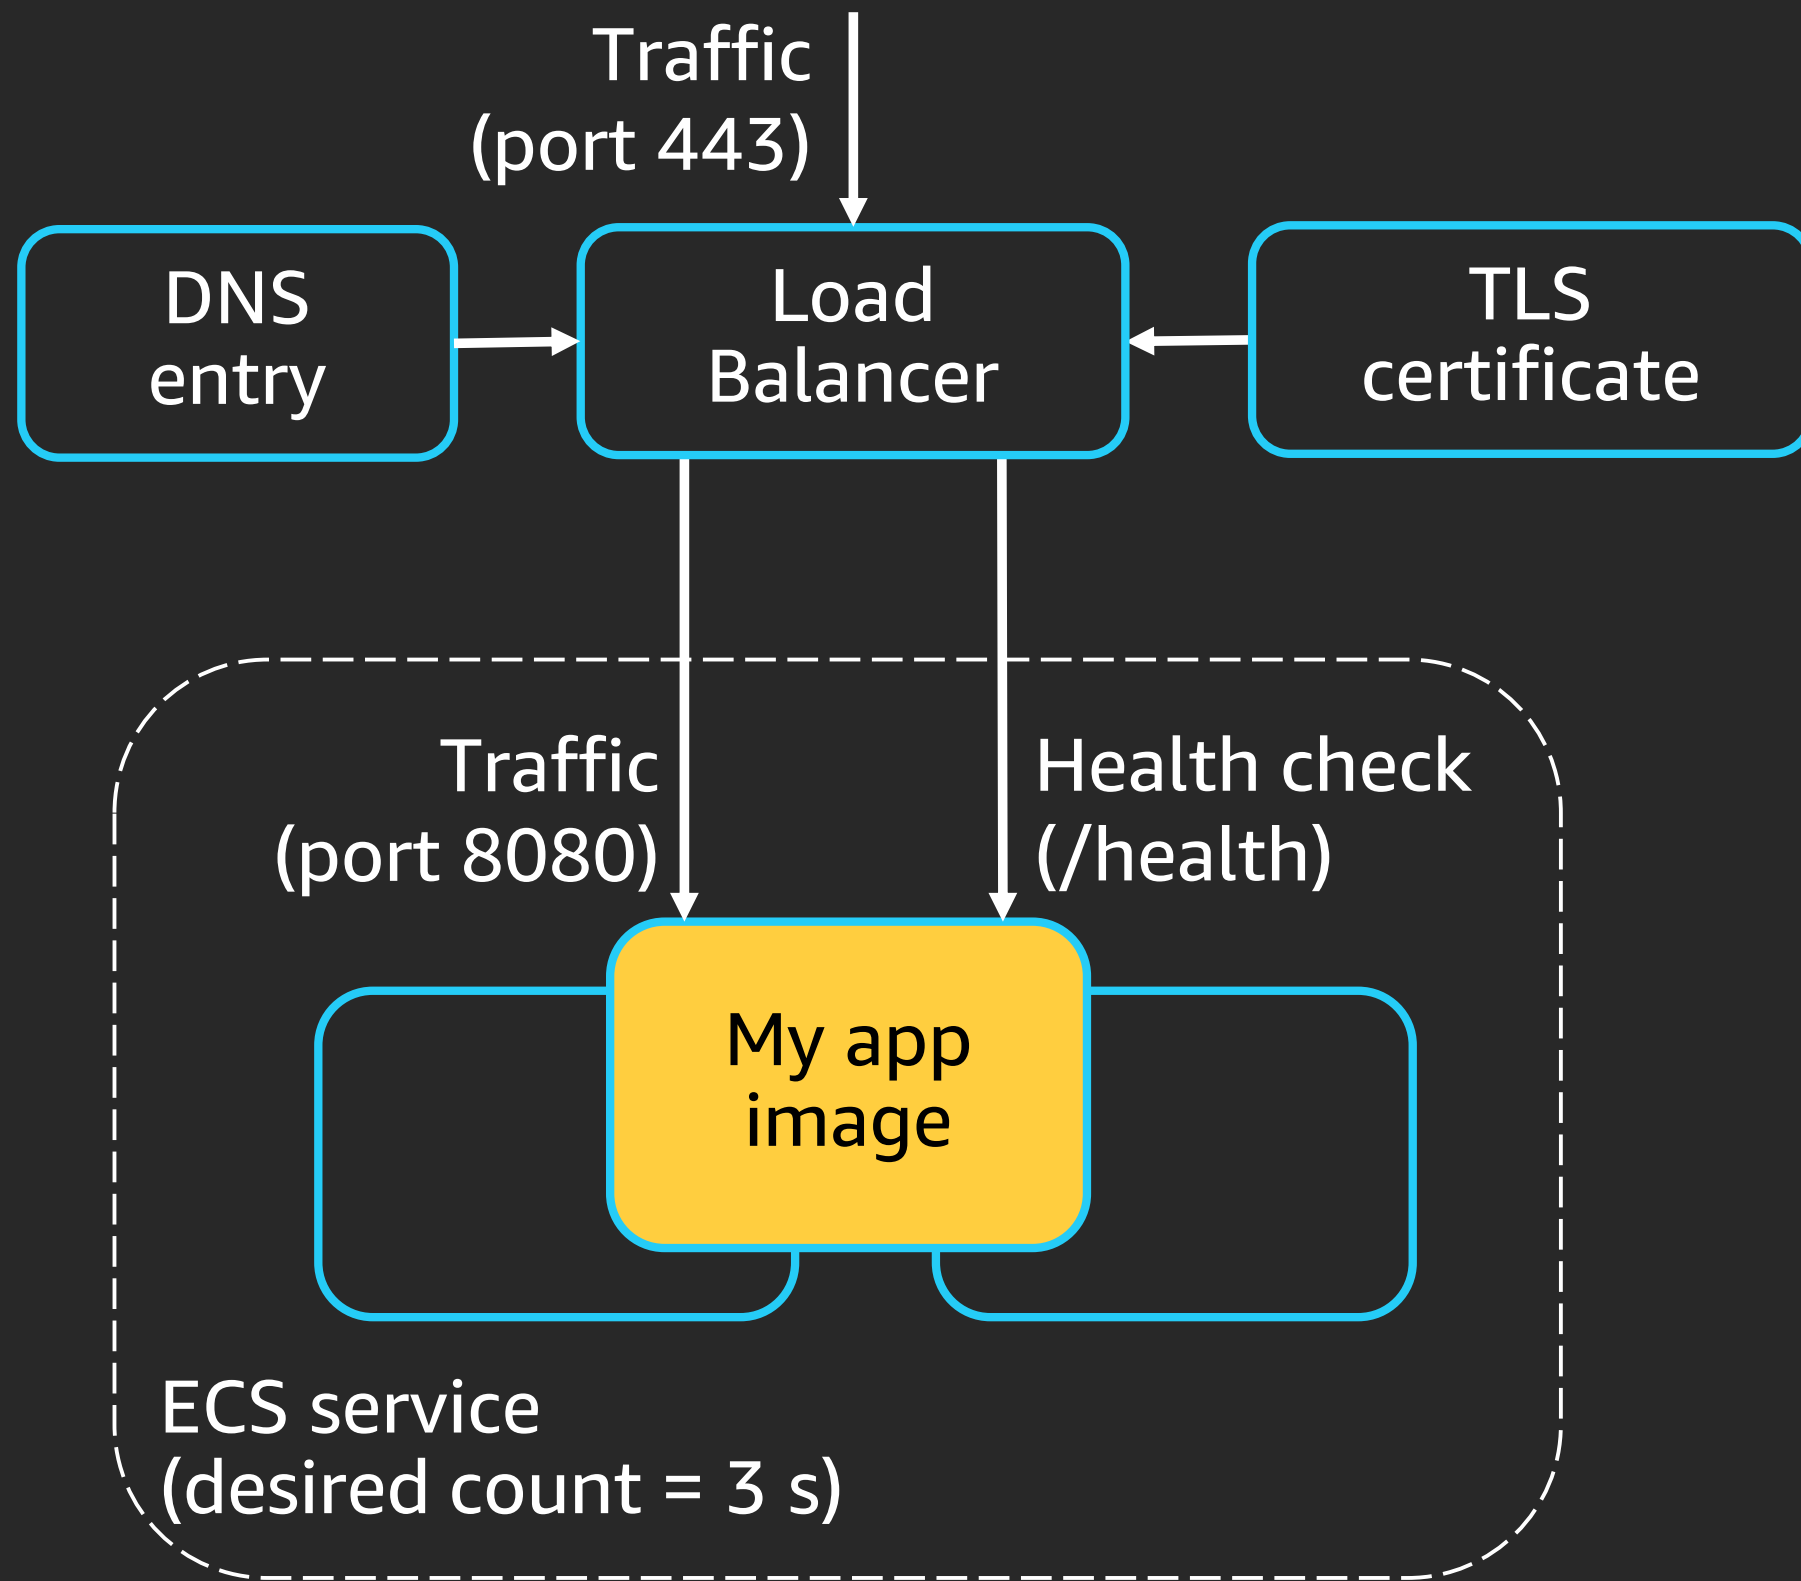 Traffic
(port 443)
DNS
entry
Load
Balancer
TLS
certificate
Traffic
(port 8080)
Health check
(/health)
My app
image
ECS service
(desired count = 3 s)